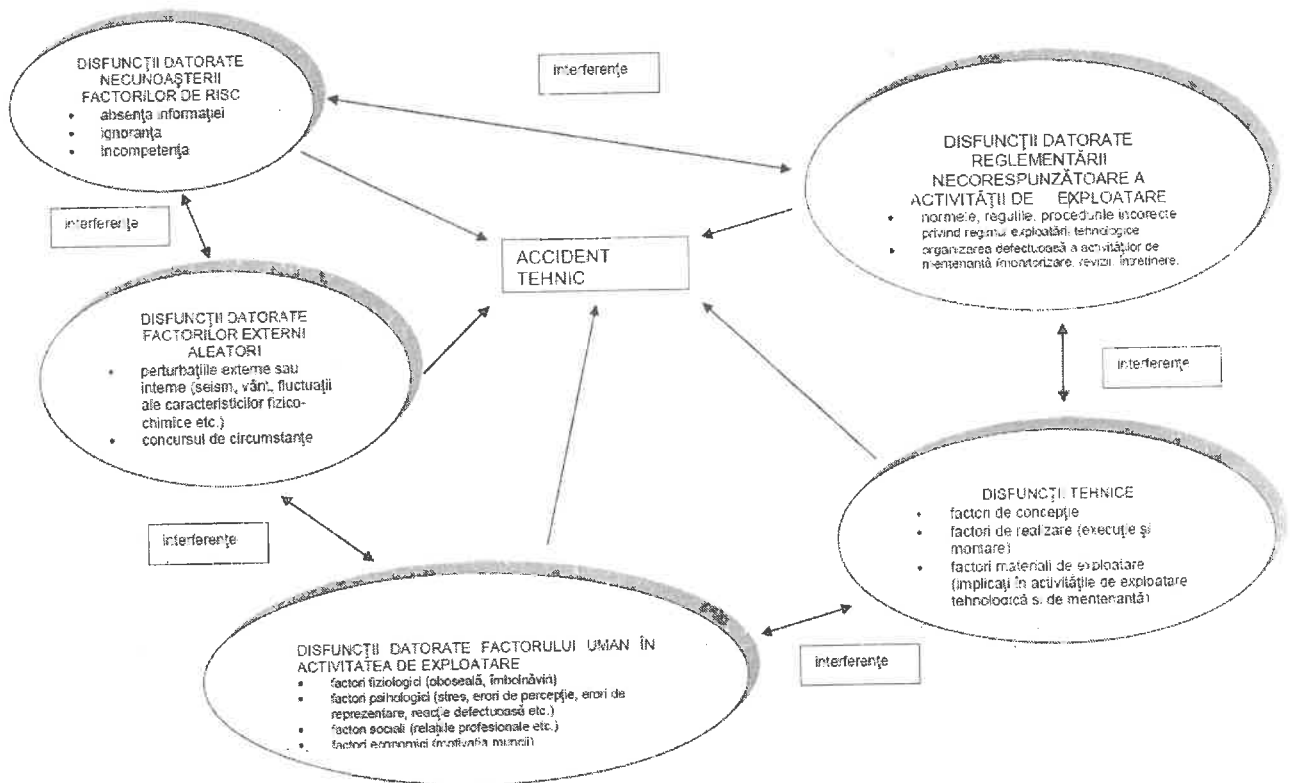 DISFUNCȚII DATORATE
NECUNOAȘTERII
FACTORILOR DE RISC
• absența informației
• ignoranța
• incompetența
interferențe
DISFUNCȚII DATORATE
REGLEMENTĂRII
NECORESPUNZĂTOARE A
ACTIVITĂȚII DE EXPLOATARE
• normele, regulile, procedurile incorecte
privind regimul exploatării tehnologice
• organizarea defectuoasă a activităților de
mentenanță (monitorizare, revizii, întreținere,
interferențe
ACCIDENT
TEHNIC
DISFUNCȚII DATORATE
FACTORILOR EXTERNI
ALEATORI
• perturbațiile externe sau
interne (seism, vânt, fluctuații
ale caracteristicilor fizico-
chimice etc.)
• concursul de circumstanțe
interferențe
DISFUNCȚII TEHNICE
• factori de concepție
• factori de realizare (execuție și
montare)
• factori materiali de exploatare
(implicați în activitățile de exploatare
tehnologică și de mentenanță)
interferențe
DISFUNCȚII DATORATE FACTORULUI UMAN ÎN
ACTIVITATEA DE EXPLOATARE
• factori fiziologici (oboseală, îmbolnăviri)
• factori psihologici (stres, erori de percepție, erori de
reprezentare, reacție defectuoasă etc.)
• factori sociali (relațiile profesionale etc.)
• factori economici (motivația muncii)
interferențe